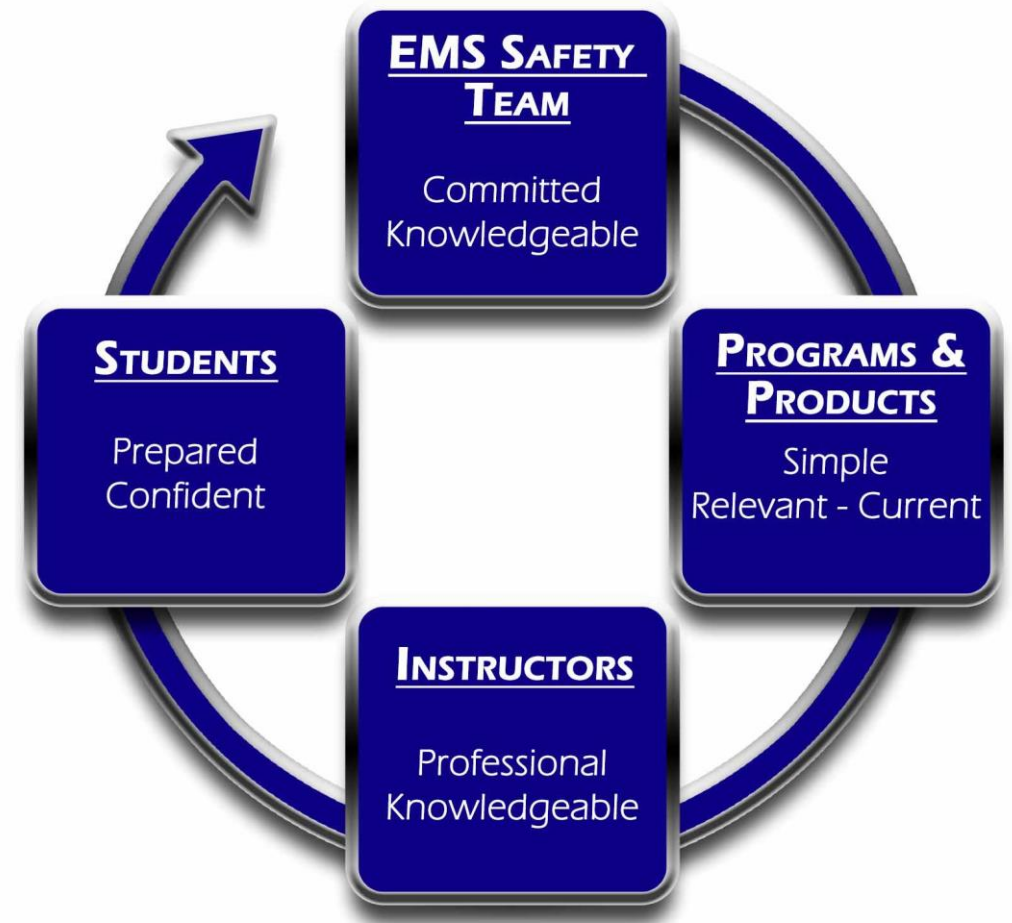 EMS SAFETY
TEAM
Committed
Knowledgeable
PROGRAMS &
PRODUCTS
Simple
Relevant - Current
INSTRUCTORS
Professional
Knowledgeable
STUDENTS
Prepared
Confident